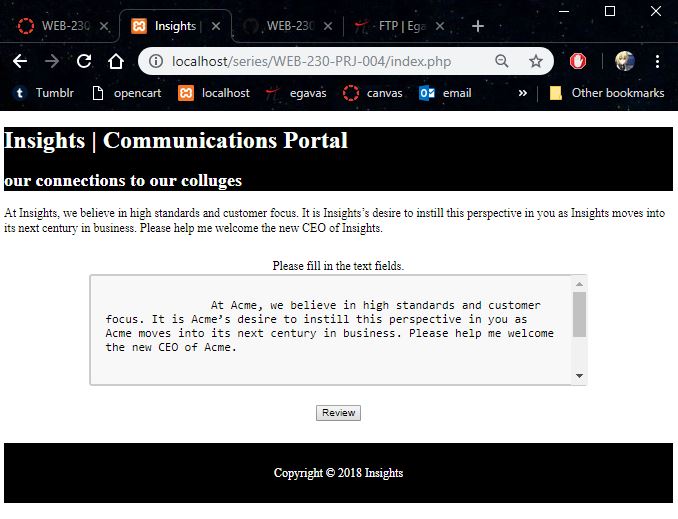 WEB-230 Insights | WEB-230 FTP | Ega
localhost/series/WEB-230-PRJ-004/index.php
Tumblr opencart localhost egavas canvas email » Other bookmarks
Insights | Communications Portal
our connections to our colluges
At Insights, we believe in high standards and customer focus. It is Insights’s desire to instill this perspective in you as Insights moves into
its next century in business. Please help me welcome the new CEO of Insights.
Please fill in the text fields.
At Acme, we believe in high standards and customer
focus. It is Acme’s desire to instill this perspective in you as
Acme moves into its next century in business. Please help me welcome
the new CEO of Acme.
Review
Copyright © 2018 Insights